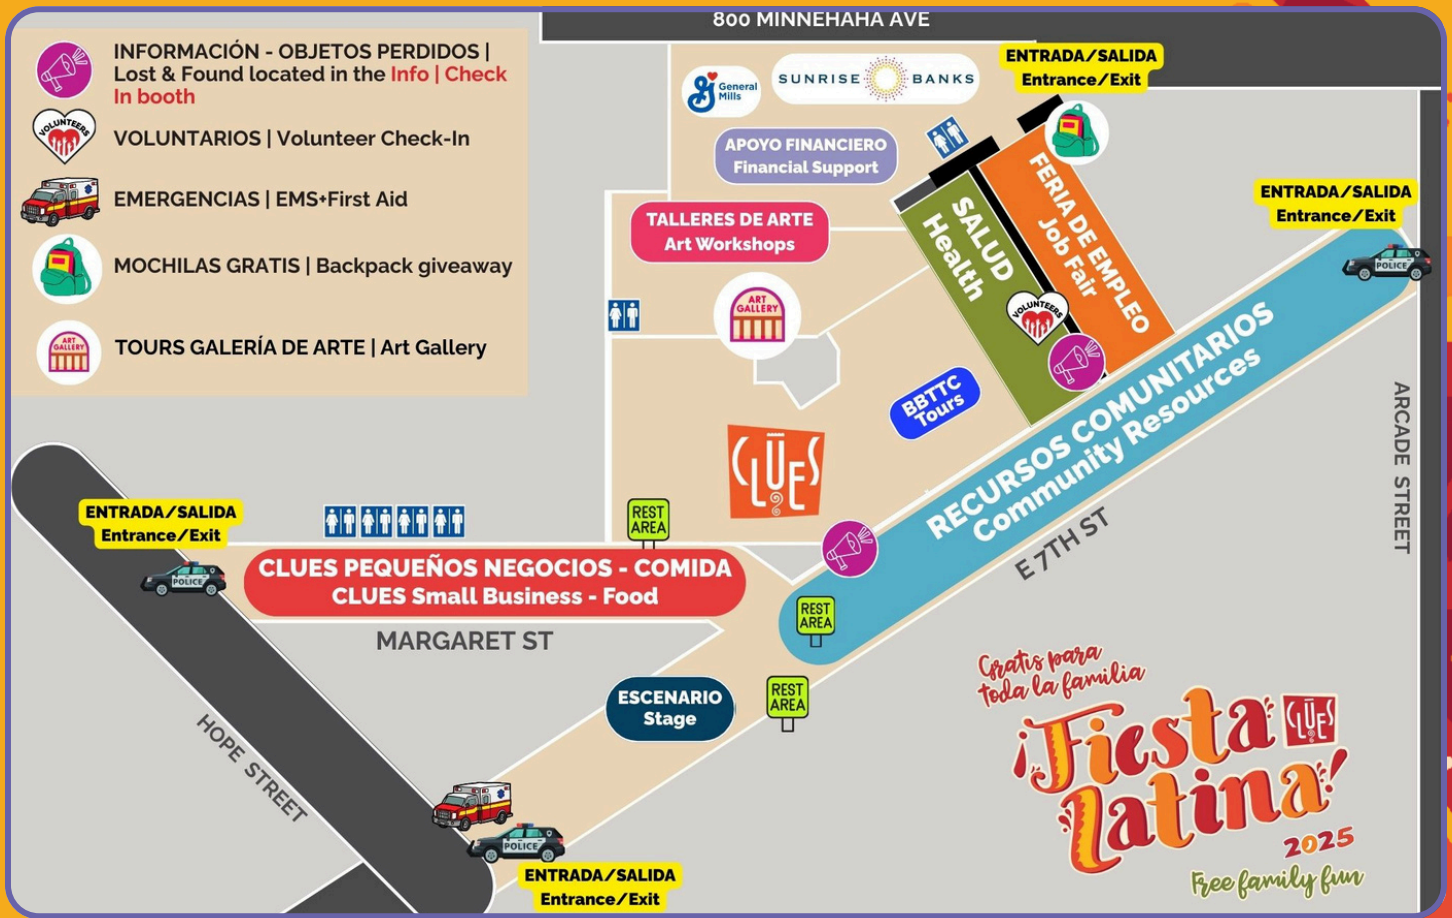 800 MINNEHAHA AVE
INFORMACIÓN - OBJETOS PERDIDOS |
Lost & Found located in the Info | Check
In booth
VOLUNTEERS
VOLUNTARIOS | Volunteer Check-In
EMERGENCIAS | EMS+First Aid
MOCHILAS GRATIS | Backpack giveaway
ART
GALLERY
TOURS GALERÍA DE ARTE | Art Gallery
General
Mills
SUNRISE BANKS
ENTRADA/SALIDA
Entrance/Exit
APOYO FINANCIERO
Financial Support
TALLERES DE ARTE
Art Workshops
ART
GALLERY
SALUD
Health
FERIA DE EMPLEO
Job Fair
VOLUNTEERS
ENTRADA/SALIDA
Entrance/Exit
POLICE
BBTTC
Tours
RECURSOS COMUNITARIOS
Community Resources
E 7TH ST
ARCADE STREET
CLUES
REST
AREA
ENTRADA/SALIDA
Entrance/Exit
POLICE
CLUES PEQUEÑOS NEGOCIOS - COMIDA
CLUES Small Business - Food
MARGARET ST
REST
AREA
REST
AREA
ESCENARIO
Stage
HOPE STREET
POLICE
ENTRADA/SALIDA
Entrance/Exit
Gratis para
toda la familia
¡Fiesta
CLUES
Latina!
2025
Free family fun